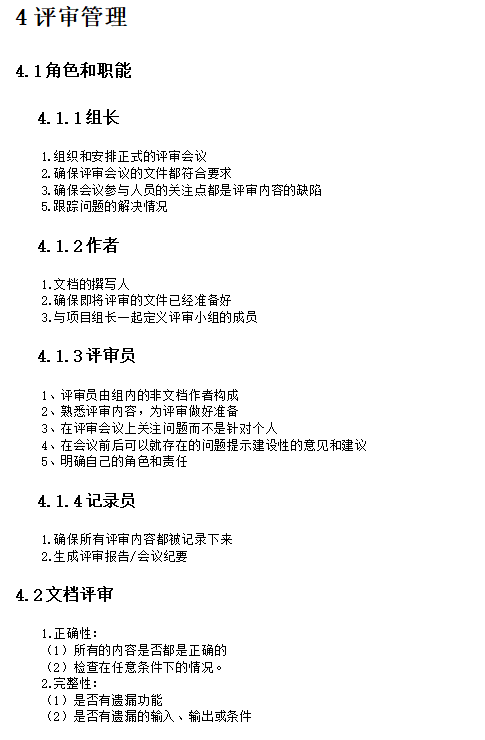 4 评审管理
4.1角色和职能
4.1.1组长
1.组织和安排正式的评审会议
2.确保评审会议的文件都符合要求
3.确保会议参与人员的关注点都是评审内容的缺陷
5.跟踪问题的解决情况
4.1.2作者
1.文档的撰写人
2.确保即将评审的文件已经准备好
3.与项目组长一起定义评审小组的成员
4.1.3评审员
1、评审员由组内的非文档作者构成
2、熟悉评审内容，为评审做好准备
3、在评审会议上关注问题而不是针对个人
4、在会议前后可以就存在的问题提示建设性的意见和建议
5、明确自己的角色和责任
4.1.4记录员
1.确保所有评审内容都被记录下来
2.生成评审报告/会议纪要
4.2文档评审
1.正确性：
（1）所有的内容是否都是正确的
（2）检查在任意条件下的情况。
2.完整性：
（1）是否有遗漏功能
（2）是否有遗漏的输入、输出或条件